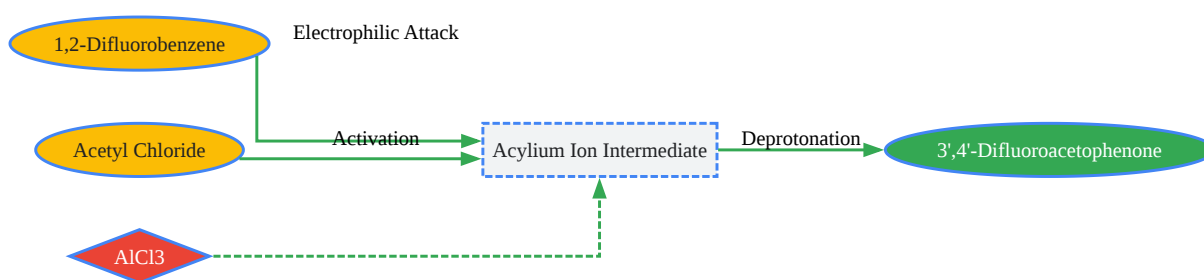 1,2-Difluorobenzene
Electrophilic Attack
Acetyl Chloride
Activation
Acylium Ion Intermediate
Deprotonation
3',4'-Difluoroacetophenone
AlCl3